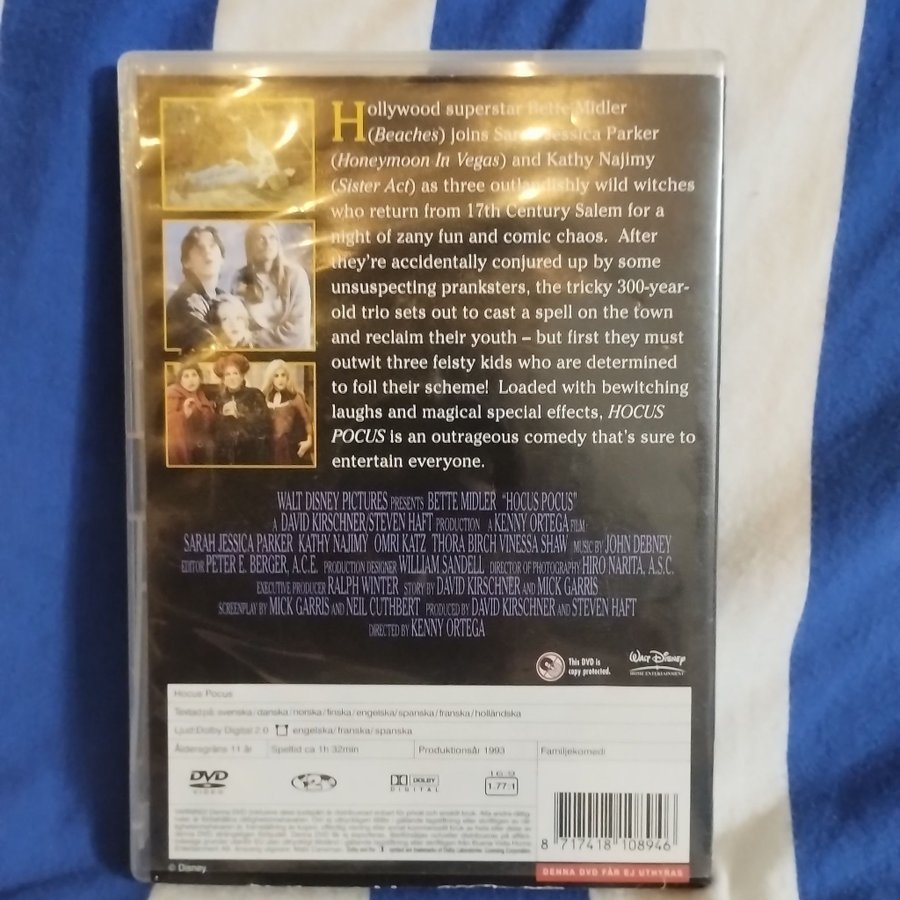 Hollywood superstar Bette Midler
(Beaches) joins Sarah Jessica Parker
(Honeymoon In Vegas) and Kathy Najimy
(Sister Act) as three outlandishly wild witches
who return from 17th Century Salem for a
night of zany fun and comic chaos. After
they're accidentally conjured up by some
unsuspecting pranksters, the tricky 300-year-
old trio sets out to cast a spell on the town
and reclaim their youth – but first they must
outwit three feisty kids who are determined
to foil their scheme! Loaded with bewitching
laughs and magical special effects, HOCUS
POCUS is an outrageous comedy that's sure to
entertain everyone.
WALT DISNEY PICTURES PRESENTS BETTE MIDLER "HOCUS POCUS"
A DAVID KIRSCHNER/STEVEN HAFT PRODUCTION A KENNY ORTEGA FILM
SARAH JESSICA PARKER KATHY NAJIMY OMRI KATZ THORA BIRCH VINESSA SHAW MUSIC BY JOHN DEBNEY
EDITOR PETER E. BERGER, A.C.E. PRODUCTION DESIGNER WILLIAM SANDELL DIRECTOR OF PHOTOGRAPHY HIRO NARITA, A.S.C.
EXECUTIVE PRODUCER RALPH WINTER STORY BY DAVID KIRSCHNER AND MICK GARRIS
SCREENPLAY BY MICK GARRIS AND NEIL CUTHBERT PRODUCED BY DAVID KIRSCHNER AND STEVEN HAFT
DIRECTED BY KENNY ORTEGA
This DVD is
copy protected.
WALT DISNEY
HOME ENTERTAINMENT
Hocus Pocus
Textad på svenska/danska/norska/finska/engelska/spanska/franska/holländska
Ljud: Dolby Digital 2.0 engelska/franska/spanska
Åldersgräns 11 år Speltid ca 1h 32min Produktionsår 1993 Familjekomedi
DVD VIDEO 2 DOLBY DIGITAL 16:9 1.77:1
8 717418 108946
DENNA DVD FÅR EJ UTHYRAS
© Disney